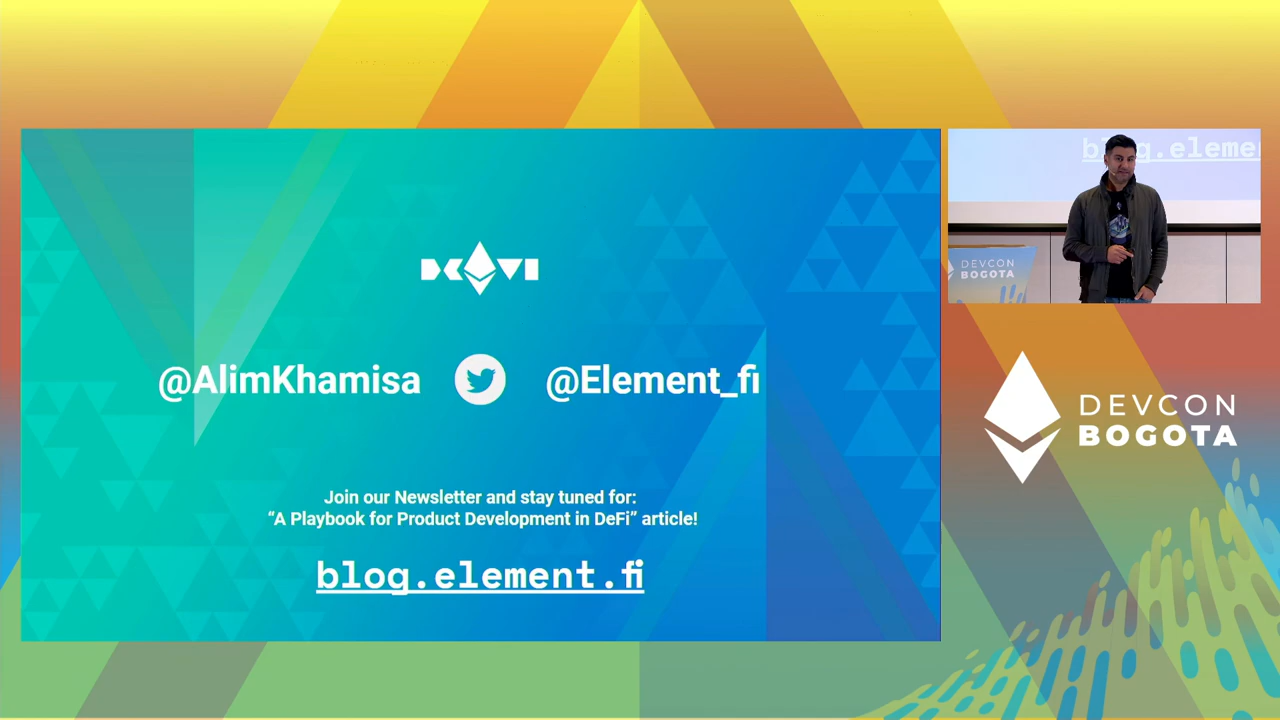 @AlimKhamisa @Element_fi
Join our Newsletter and stay tuned for:
“A Playbook for Product Development in DeFi” article!
blog.element.fi
DEVCON
BOGOTA
DEVCON
BOGOTA